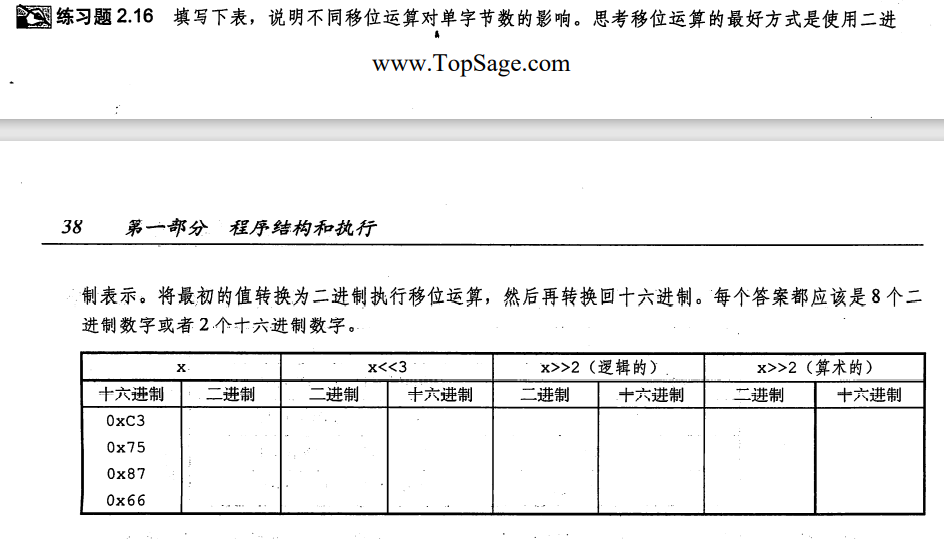 练习题 2.16 填写下表，说明不同移位运算对单字节数的影响。思考移位运算的最好方式是使用二进
www.TopSage.com
38 第一部分 程序结构和执行
制表示。将最初的值转换为二进制执行移位运算，然后再转换回十六进制。每个答案都应该是 8 个二
进制数字或者 2 个十六进制数字。
x x<<3 x>>2（逻辑的） x>>2（算术的）
十六进制 二进制 二进制 十六进制 二进制 十六进制 二进制 十六进制
0xC3
0x75
0x87
0x66